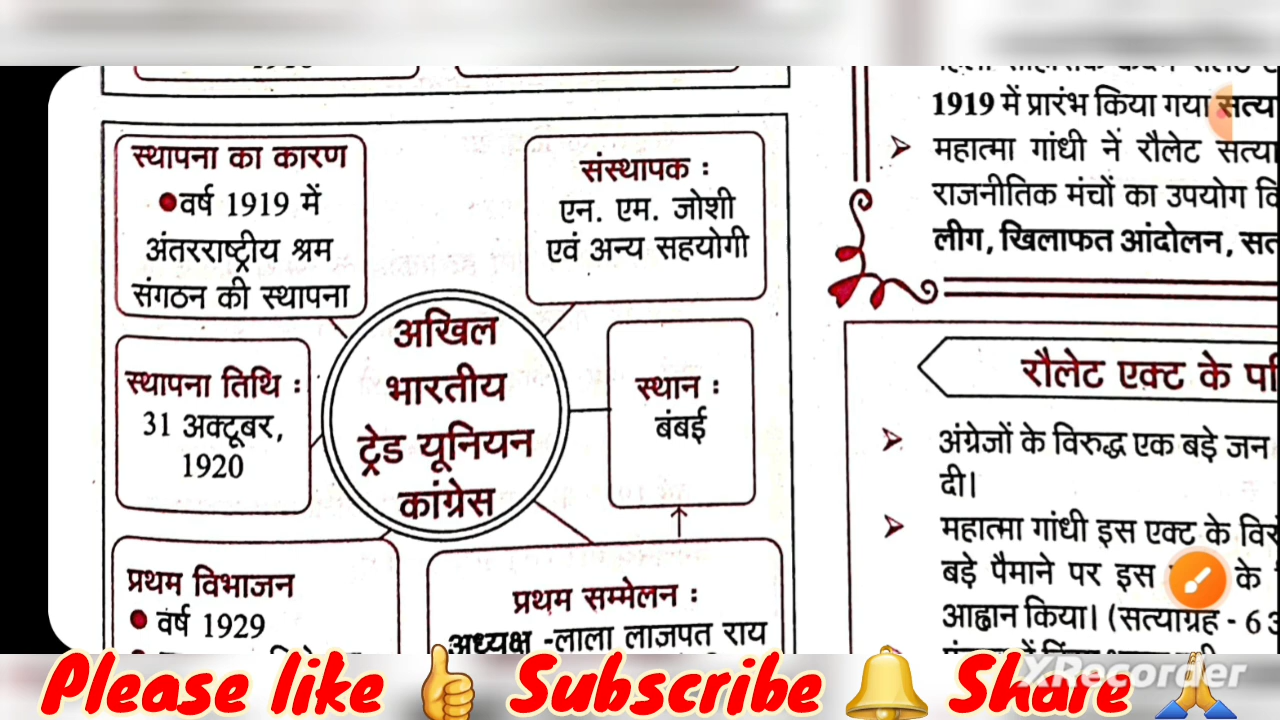 स्थापना का कारण
●वर्ष 1919 में
अंतरराष्ट्रीय श्रम
संगठन की स्थापना
संस्थापक :
एन. एम. जोशी
एवं अन्य सहयोगी
अखिल
भारतीय
ट्रेड यूनियन
कांग्रेस
स्थापना तिथि :
31 अक्टूबर,
1920
स्थान :
बंबई
प्रथम विभाजन
● वर्ष 1929
प्रथम सम्मेलन :
अध्यक्ष -लाला लाजपत राय
1919 में प्रारंभ किया गया
➢ महात्मा गांधी नें रौलेट
राजनीतिक मंचों का उपयोग
लीग, खिलाफत आंदोलन,
रौलेट एक्ट के
➢ अंग्रेजों के विरुद्ध एक बड़े जन
दी।
➢ महात्मा गांधी इस एक्ट के
बड़े पैमाने पर इस के
आह्वान किया। (सत्याग्रह - 6
Please like 👍 Subscribe 🔔 Share 🙏
XRecorder